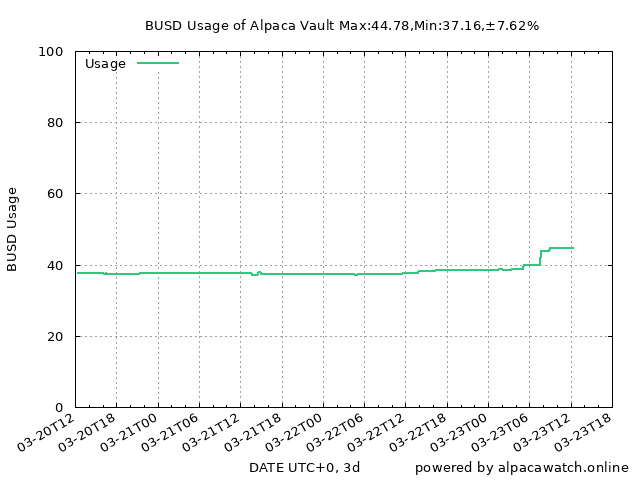 BUSD Usage of Alpaca Vault Max:44.78,Min:37.16,±7.62%
Usage
BUSD Usage
100
80
60
40
20
0
03-20T12 03-20T18 03-21T00 03-21T06 03-21T12 03-21T18 03-22T00 03-22T06 03-22T12 03-22T18 03-23T00 03-23T06 03-23T12 03-23T18
DATE UTC+0, 3d powered by alpacawatch.online